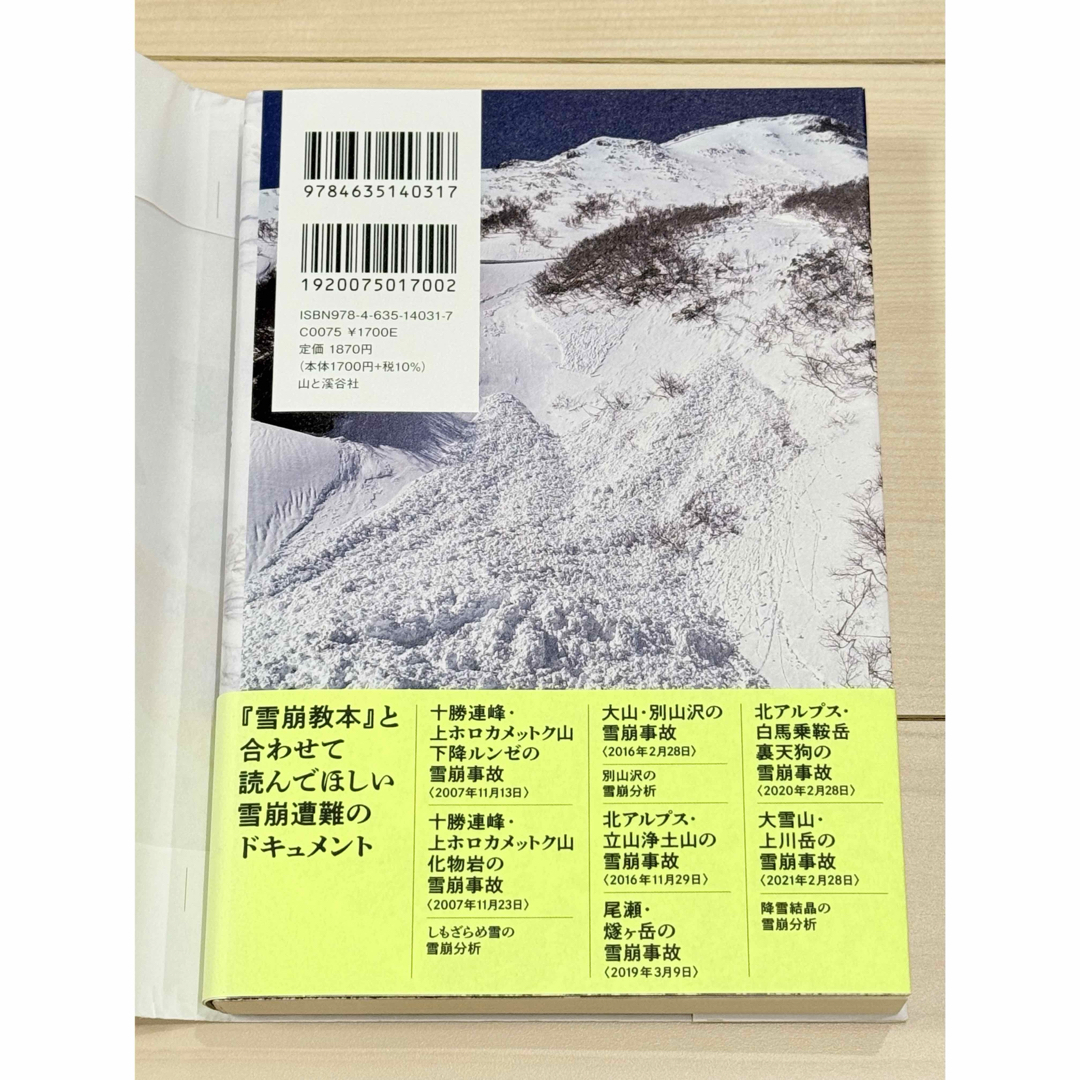 9784635140317
1920075017002
ISBN978-4-635-14031-7
C0075 ¥1700E
定価 1870円
（本体1700円+税10%）
山と溪谷社
『雪崩教本』と
合わせて
読んでほしい
雪崩遭難の
ドキュメント
十勝連峰・
上ホロカメットク山
下降ルンゼの
雪崩事故
〈2007年11月13日〉
十勝連峰・
上ホロカメットク山
化物岩の
雪崩事故
〈2007年11月23日〉
しもざらめ雪の
雪崩分析
大山・別山沢の
雪崩事故
〈2016年2月28日〉
別山沢の
雪崩分析
北アルプス・
立山浄土山の
雪崩事故
〈2016年11月29日〉
尾瀬・
燧ヶ岳の
雪崩事故
〈2019年3月9日〉
北アルプス・
白馬乗鞍岳
裏天狗の
雪崩事故
〈2020年2月28日〉
大雪山・
上川岳の
雪崩事故
〈2021年2月28日〉
降雪結晶の
雪崩分析